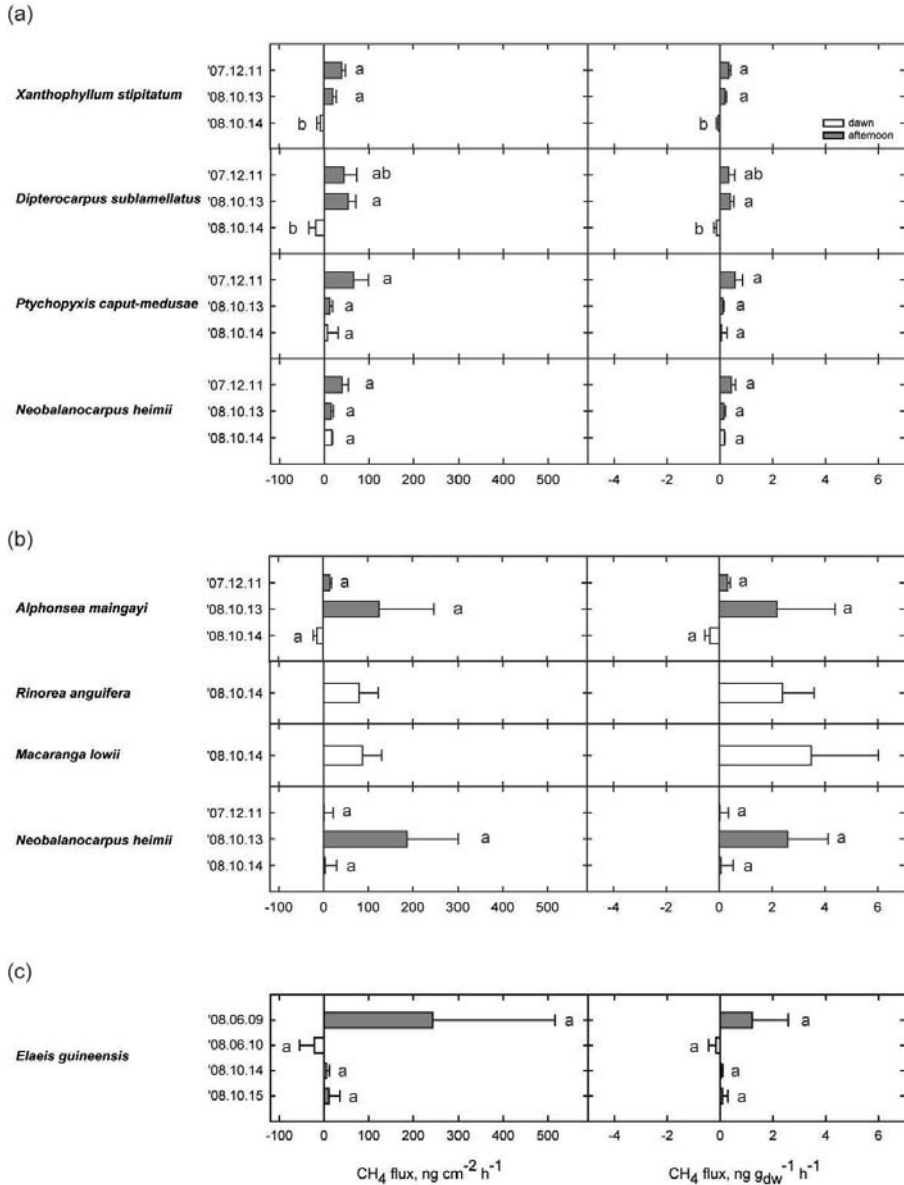 (a)
Xanthophyllum stipitatum
'07.12.11 a a
'08.10.13 a a
'08.10.14 b b
dawn
afternoon
Dipterocarpus sublamellatus
'07.12.11 ab ab
'08.10.13 a a
'08.10.14 b b
Ptychopyxis caput-medusae
'07.12.11 a a
'08.10.13 a a
'08.10.14 a a
Neobalanocarpus heimii
'07.12.11 a a
'08.10.13 a a
'08.10.14 a a
-100 0 100 200 300 400 500 -4 -2 0 2 4 6
(b)
Alphonsea maingayi
'07.12.11 a a
'08.10.13 a a
'08.10.14 a a
Rinorea anguifera
'08.10.14
Macaranga lowii
'08.10.14
Neobalanocarpus heimii
'07.12.11 a a
'08.10.13 a a
'08.10.14 a a
-100 0 100 200 300 400 500 -4 -2 0 2 4 6
(c)
Elaeis guineensis
'08.06.09 a a
'08.06.10 a a
'08.10.14 a a
'08.10.15 a a
-100 0 100 200 300 400 500 -4 -2 0 2 4 6
CH₄ flux, ng cm⁻² h⁻¹ CH₄ flux, ng g_dw⁻¹ h⁻¹